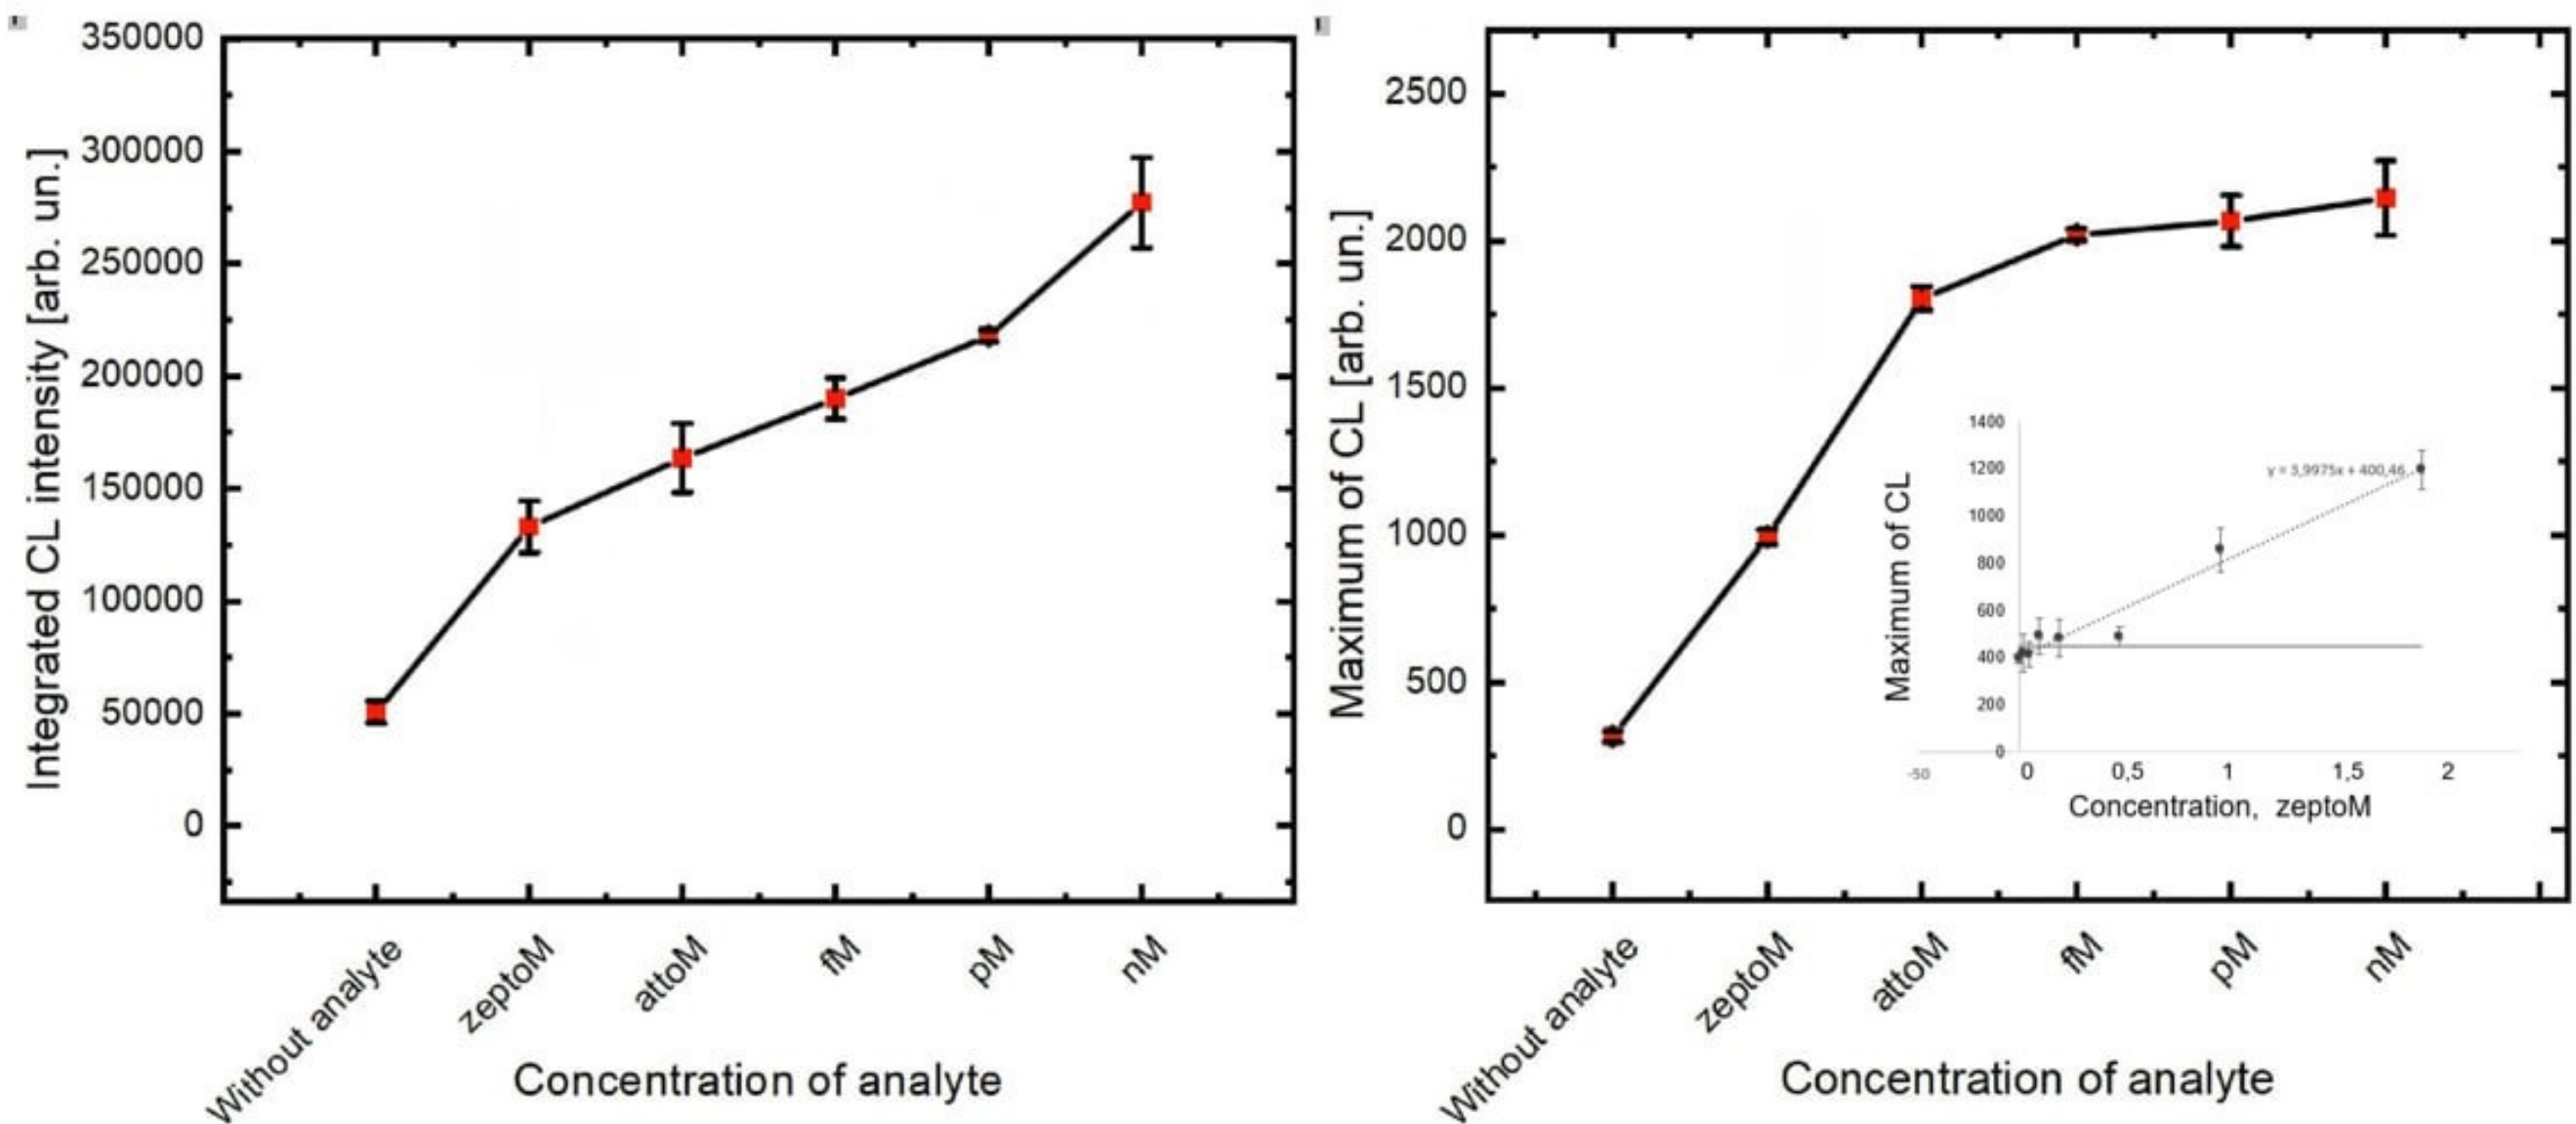 350000
300000
250000
200000
150000
100000
50000
0
Integrated CL intensity [arb. un.]
Without analyte
zeptoM
attoM
fM
pM
nM
Concentration of analyte
2500
2000
1500
1000
500
0
Maximum of CL [arb. un.]
1400
1200
1000
800
600
400
200
0
Maximum of CL
y = 3,9975x + 400,46
-50
0
0,5
1
1,5
2
Concentration, zeptoM
Without analyte
zeptoM
attoM
fM
pM
nM
Concentration of analyte